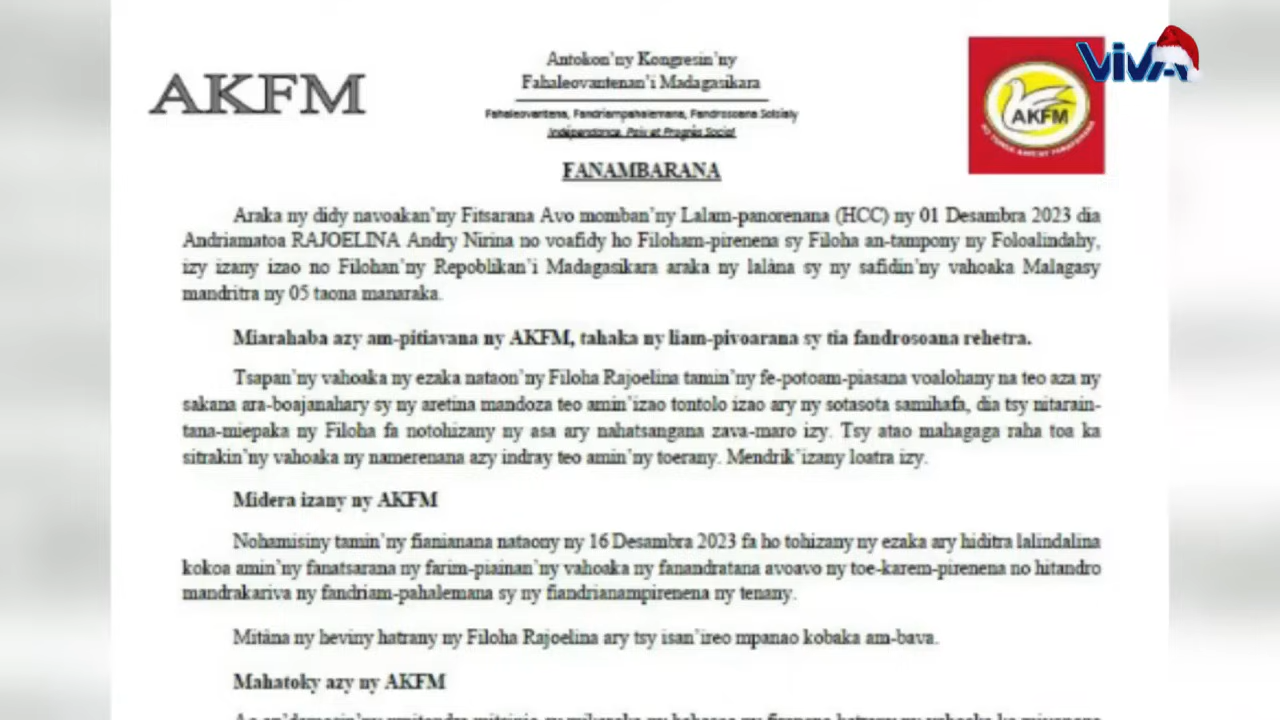 AKFM
Antokon'ny Kongresin'ny
Fahaleovantenan'i Madagasikara
Fahaleovantena, Fandriampahalemana, Fandrosoana Sosialy
Indépendance, Paix et Progrès Social
AKFM
VIVA
FANAMBARANA
Araka ny didy navoakan'ny Fitsarana Avo momban'ny Lalam-panorenana (HCC) ny 01 Desambra 2023 dia
Andriamatoa RAJOELINA Andry Nirina no voafidy ho Filoham-pirenena sy Filoha an-tampony ny Foloalindahy,
izy izany izao no Filohan'ny Repoblikan'i Madagasikara araka ny lalàna sy ny safidin'ny vahoaka Malagasy
mandritra ny 05 taona manaraka.
Miarahaba azy am-pitiavana ny AKFM, tahaka ny liam-pivoarana sy tia fandrosoana rehetra.
Tsapan'ny vahoaka ny ezaka nataon'ny Filoha Rajoelina tamin'ny fe-potoam-piasana voalohany na teo aza ny
sakana ara-boajanahary sy ny aretina mandoza teo amin'izao tontolo izao ary ny sotasota samihafa, dia tsy nitarain-
tana-miepaka ny Filoha fa notohizany ny asa ary nahatsangana zava-maro izy. Tsy atao mahagaga raha toa ka
sitrakin'ny vahoaka ny namerenana azy indray teo amin'ny toerany. Mendrik'izany loatra izy.
Midera izany ny AKFM
Nohamisiny tamin'ny fianianana nataony ny 16 Desambra 2023 fa ho tohizany ny ezaka ary hiditra lalindalina
kokoa amin'ny fanatsarana ny farim-piainan'ny vahoaka ny fanandratana avoavo ny toe-karem-pirenena no hitandro
mandrakariva ny fandriam-pahalemana sy ny fiandrianampirenena ny tenany.
Mitàna ny heviny hatrany ny Filoha Rajoelina ary tsy isan'ireo mpanao kobaka am-bava.
Mahatoky azy ny AKFM